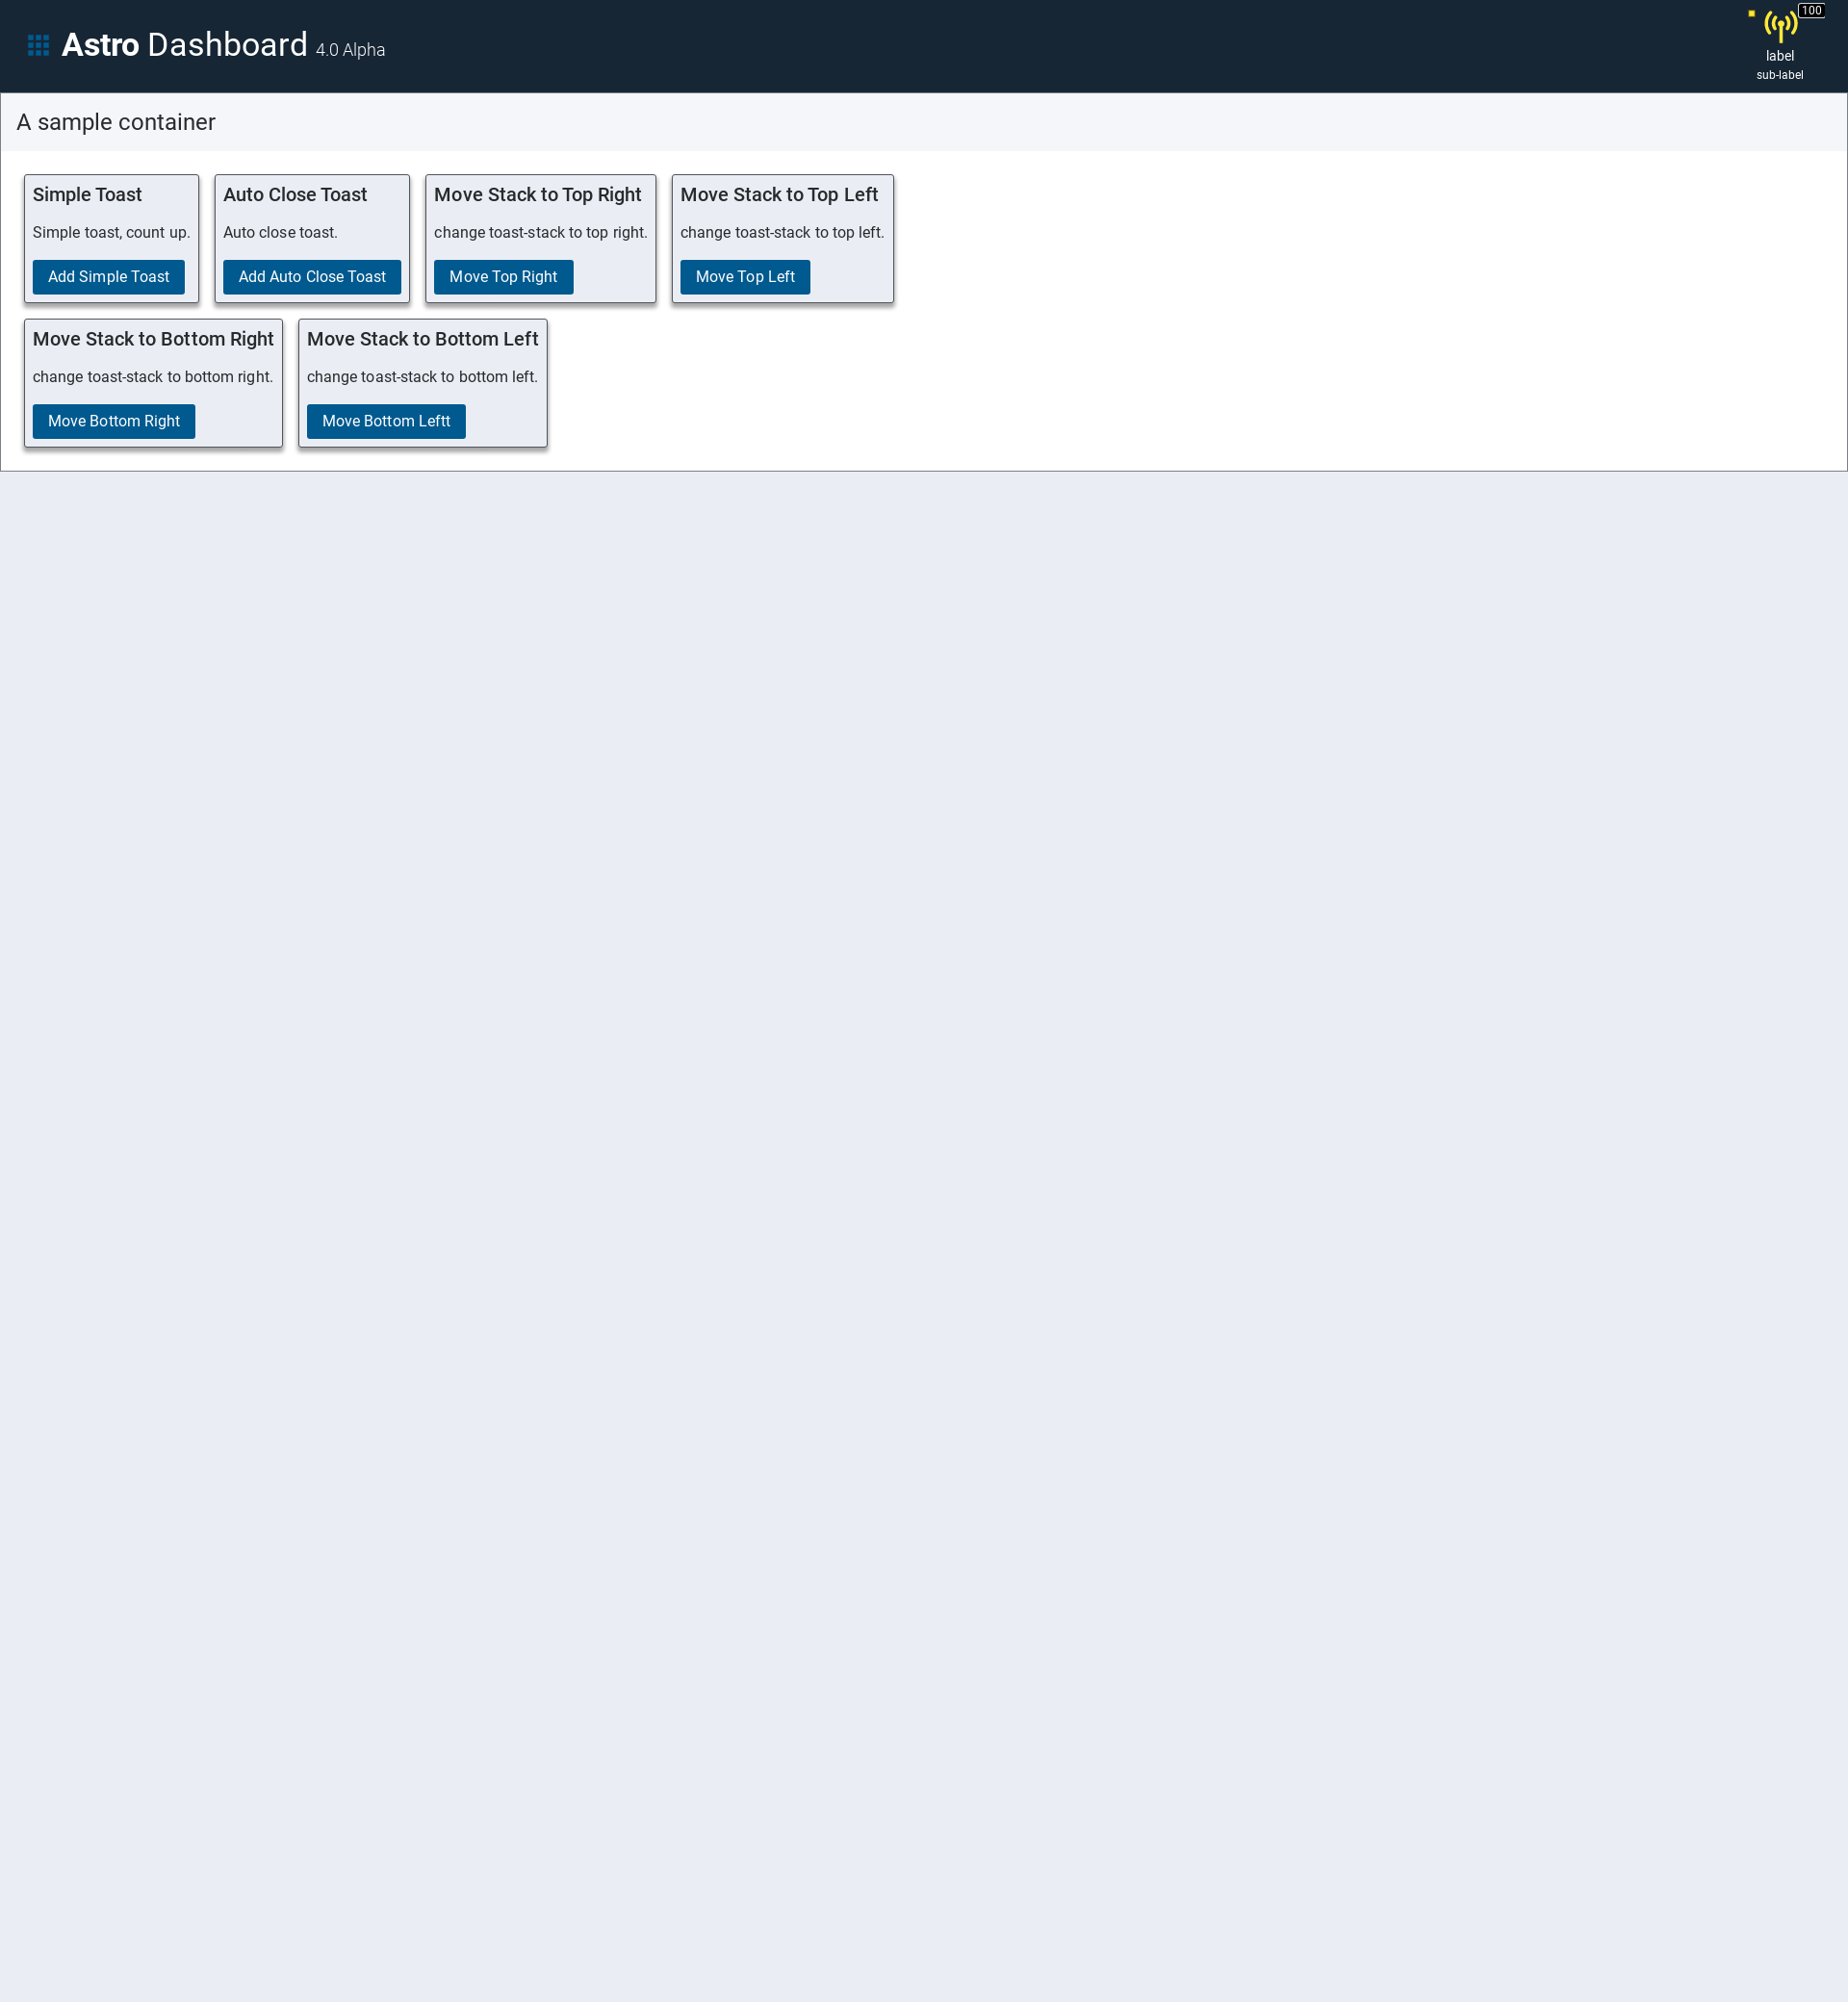 Astro Dashboard 4.0 Alpha
100
label
sub-label
A sample container
Simple Toast
Simple toast, count up.
Add Simple Toast
Auto Close Toast
Auto close toast.
Add Auto Close Toast
Move Stack to Top Right
change toast-stack to top right.
Move Top Right
Move Stack to Top Left
change toast-stack to top left.
Move Top Left
Move Stack to Bottom Right
change toast-stack to bottom right.
Move Bottom Right
Move Stack to Bottom Left
change toast-stack to bottom left.
Move Bottom Leftt